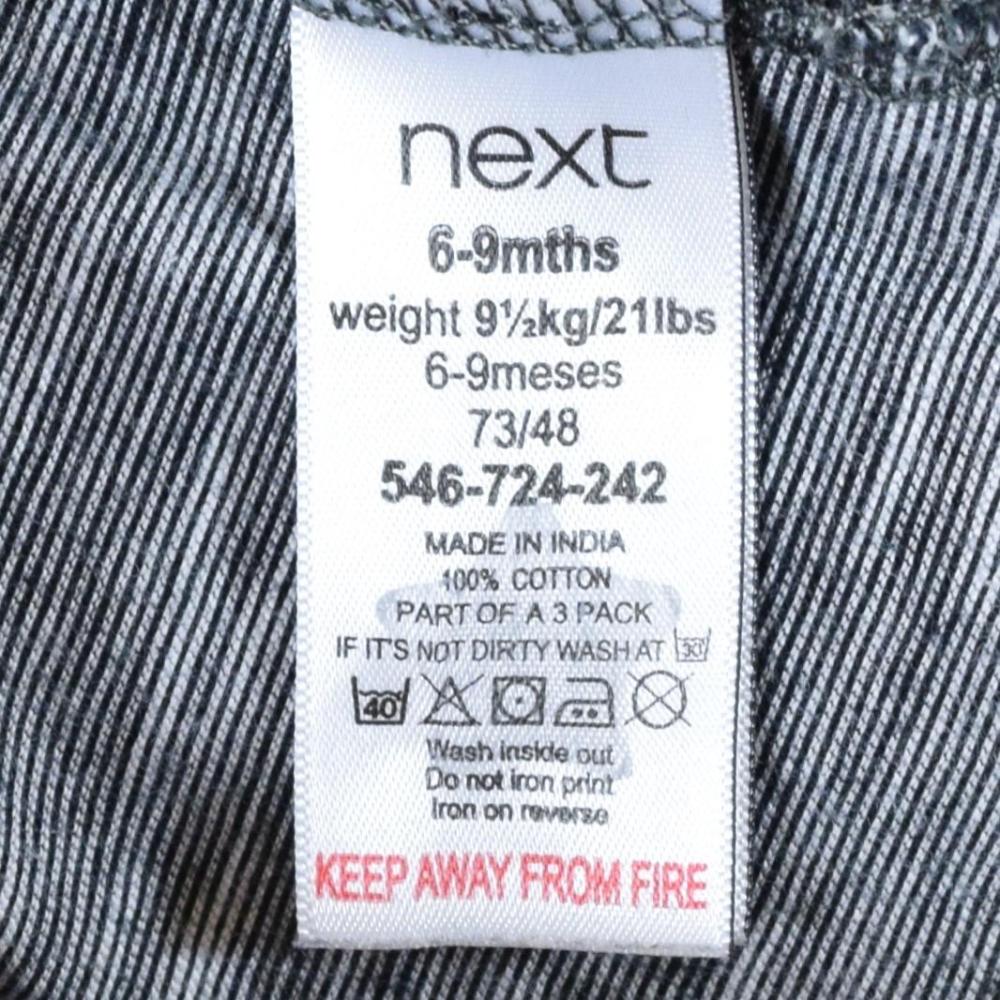 next
6-9mths
weight 9½kg/21lbs
6-9meses
73/48
546-724-242
MADE IN INDIA
100% COTTON
PART OF A 3 PACK
IF IT'S NOT DIRTY WASH AT 30
40
Wash inside out
Do not iron print
Iron on reverse
KEEP AWAY FROM FIRE